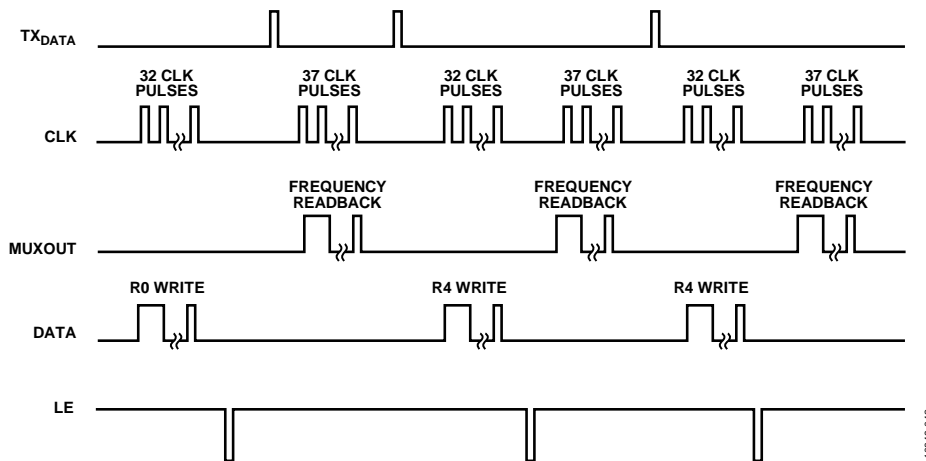 TXDATA
32 CLK PULSES
37 CLK PULSES
32 CLK PULSES
37 CLK PULSES
32 CLK PULSES
37 CLK PULSES
CLK
FREQUENCY READBACK
FREQUENCY READBACK
FREQUENCY READBACK
MUXOUT
R0 WRITE
R4 WRITE
R4 WRITE
DATA
LE